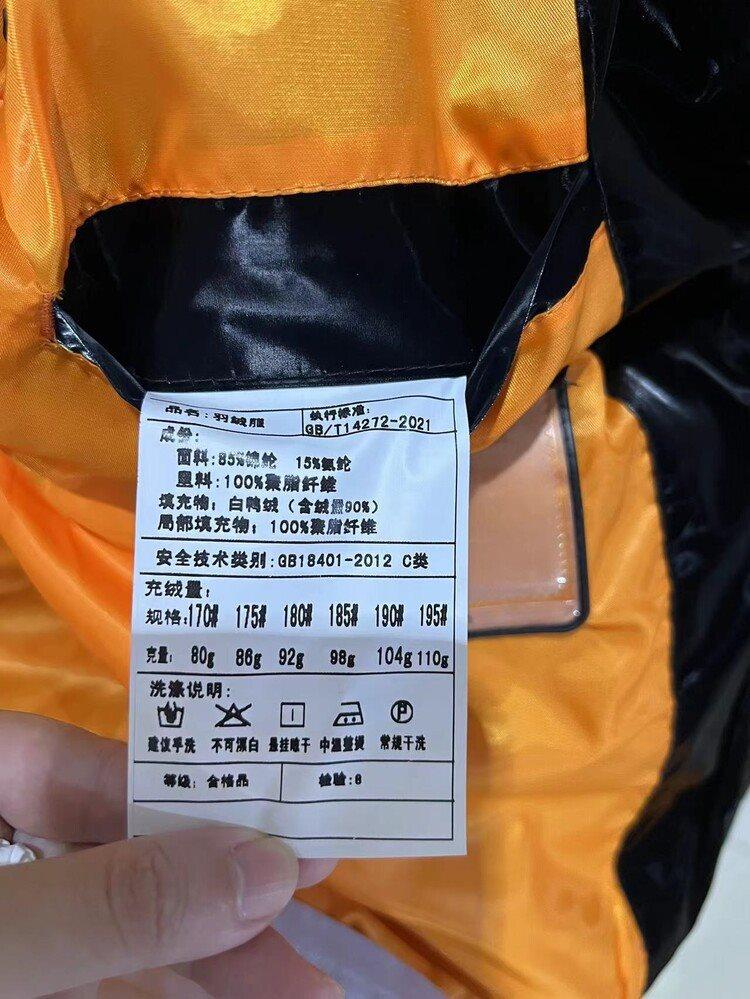 品名：羽绒服
执行标准：
GB/T14272-2021
成份：
面料：85%锦纶 15%氨纶
里料：100%聚脂纤维
填充物：白鸭绒（含绒量90%）
局部填充物：100%聚脂纤维
安全技术类别：GB18401-2012 C类
充绒量：
规格：170# 175# 180# 185# 190# 195#
克量：80g 86g 92g 98g 104g 110g
洗涤说明：
P
建议手洗 不可漂白 悬挂晾干 中温整烫 常规干洗
等级：合格品
检验：8